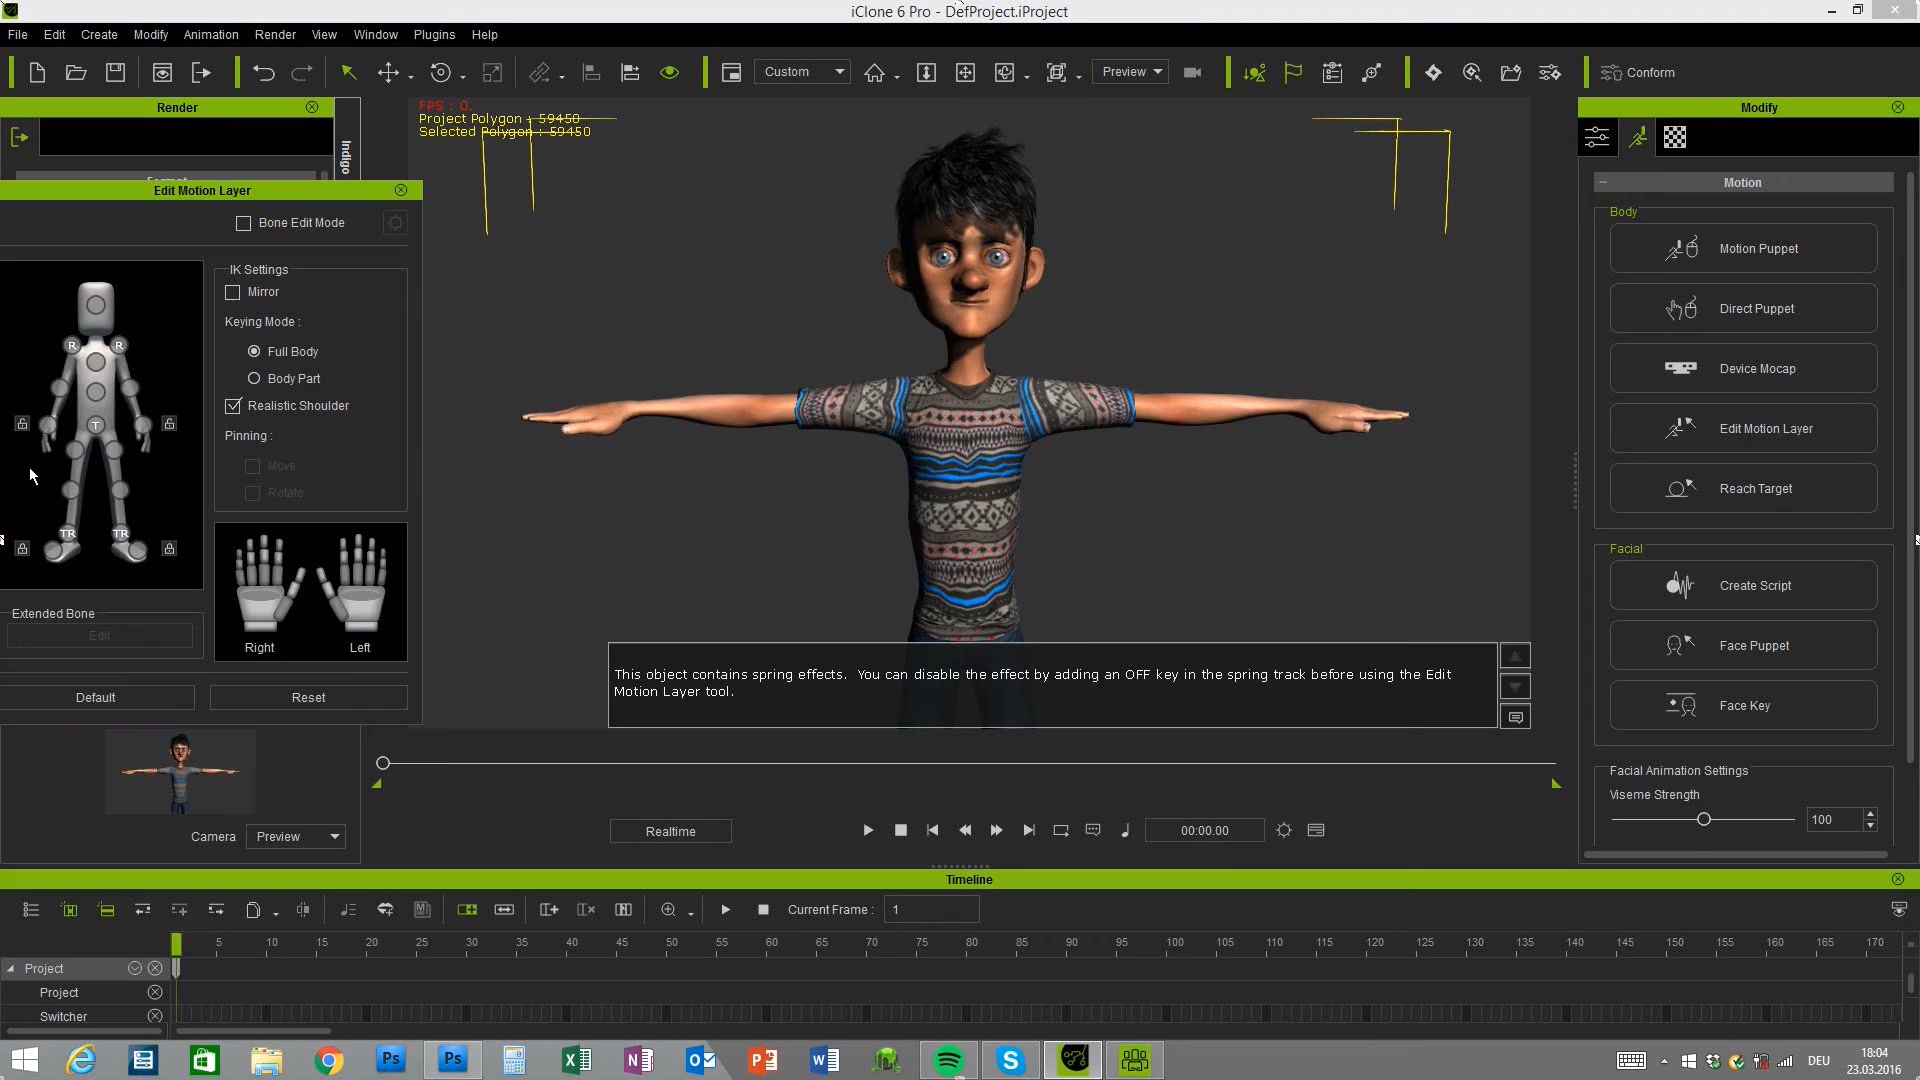 iClone 6 Pro - DefProject.iProject
File Edit Create Modify Animation Render View Window Plugins Help
Custom
Preview
Conform
Render
Indigo
FPS : 0.
Project Polygon : 59450
Selected Polygon : 59450
Modify
Edit Motion Layer
Bone Edit Mode
IK Settings
Mirror
Keying Mode :
Full Body
Body Part
Realistic Shoulder
Pinning :
Move
Rotate
R R
T
TR TR
Extended Bone
Edit
Right Left
Default Reset
Motion
Body
Motion Puppet
Direct Puppet
Device Mocap
Edit Motion Layer
Reach Target
Facial
Create Script
Face Puppet
Face Key
Facial Animation Settings
Viseme Strength
100
This object contains spring effects. You can disable the effect by adding an OFF key in the spring track before using the Edit
Motion Layer tool.
Camera Preview
Realtime
00:00.00
Timeline
Current Frame : 1
5 10 15 20 25 30 35 40 45 50 55 60 65 70 75 80 85 90 95 100 105 110 115 120 125 130 135 140 145 150 155 160 165 170
Project
Project
Switcher
Ps Ps
DEU
18:04
23.03.2016